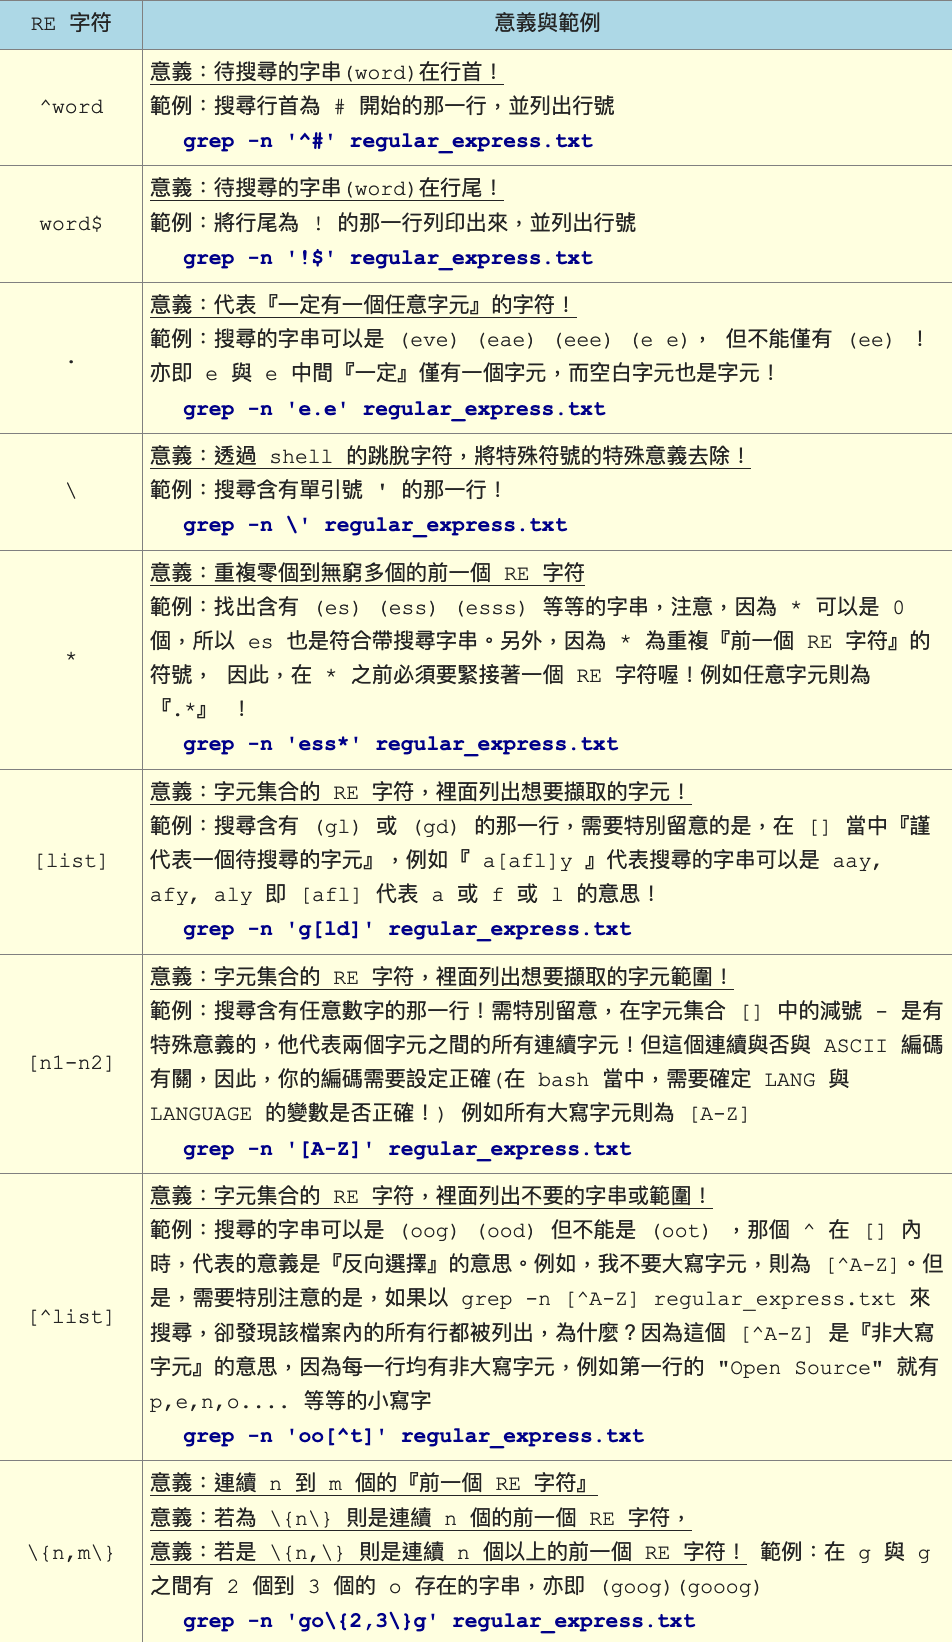 RE 字符
意義與範例
^word
意義：待搜尋的字串(word)在行首！
範例：搜尋行首為 # 開始的那一行，並列出行號
grep -n '^#' regular_express.txt
word$
意義：待搜尋的字串(word)在行尾！
範例：將行尾為 ! 的那一行列印出來，並列出行號
grep -n '!$' regular_express.txt
.
意義：代表『一定有一個任意字元』的字符！
範例：搜尋的字串可以是 (eve) (eae) (eee) (e e)， 但不能僅有 (ee) ！
亦即 e 與 e 中間『一定』僅有一個字元，而空白字元也是字元！
grep -n 'e.e' regular_express.txt
\
意義：透過 shell 的跳脫字符，將特殊符號的特殊意義去除！
範例：搜尋含有單引號 ' 的那一行！
grep -n \' regular_express.txt
*
意義：重複零個到無窮多個的前一個 RE 字符
範例：找出含有 (es) (ess) (esss) 等等的字串，注意，因為 * 可以是 0
個，所以 es 也是符合帶搜尋字串。另外，因為 * 為重複『前一個 RE 字符』的
符號， 因此，在 * 之前必須要緊接著一個 RE 字符喔！例如任意字元則為
『.*』 ！
grep -n 'ess*' regular_express.txt
[list]
意義：字元集合的 RE 字符，裡面列出想要擷取的字元！
範例：搜尋含有 (gl) 或 (gd) 的那一行，需要特別留意的是，在 [] 當中『謹
代表一個待搜尋的字元』，例如『 a[afl]y 』代表搜尋的字串可以是 aay,
afy, aly 即 [afl] 代表 a 或 f 或 l 的意思！
grep -n 'g[ld]' regular_express.txt
[n1-n2]
意義：字元集合的 RE 字符，裡面列出想要擷取的字元範圍！
範例：搜尋含有任意數字的那一行！需特別留意，在字元集合 [] 中的減號 - 是有
特殊意義的，他代表兩個字元之間的所有連續字元！但這個連續與否與 ASCII 編碼
有關，因此，你的編碼需要設定正確(在 bash 當中，需要確定 LANG 與
LANGUAGE 的變數是否正確！) 例如所有大寫字元則為 [A-Z]
grep -n '[A-Z]' regular_express.txt
[^list]
意義：字元集合的 RE 字符，裡面列出不要的字串或範圍！
範例：搜尋的字串可以是 (oog) (ood) 但不能是 (oot) ，那個 ^ 在 [] 內
時，代表的意義是『反向選擇』的意思。例如，我不要大寫字元，則為 [^A-Z]。但
是，需要特別注意的是，如果以 grep -n [^A-Z] regular_express.txt 來
搜尋，卻發現該檔案內的所有行都被列出，為什麼？因為這個 [^A-Z] 是『非大寫
字元』的意思，因為每一行均有非大寫字元，例如第一行的 "Open Source" 就有
p,e,n,o.... 等等的小寫字
grep -n 'oo[^t]' regular_express.txt
\{n,m\}
意義：連續 n 到 m 個的『前一個 RE 字符』
意義：若為 \{n\} 則是連續 n 個的前一個 RE 字符，
意義：若是 \{n,\} 則是連續 n 個以上的前一個 RE 字符！ 範例：在 g 與 g
之間有 2 個到 3 個的 o 存在的字串，亦即 (goog)(gooog)
grep -n 'go\{2,3\}g' regular_express.txt